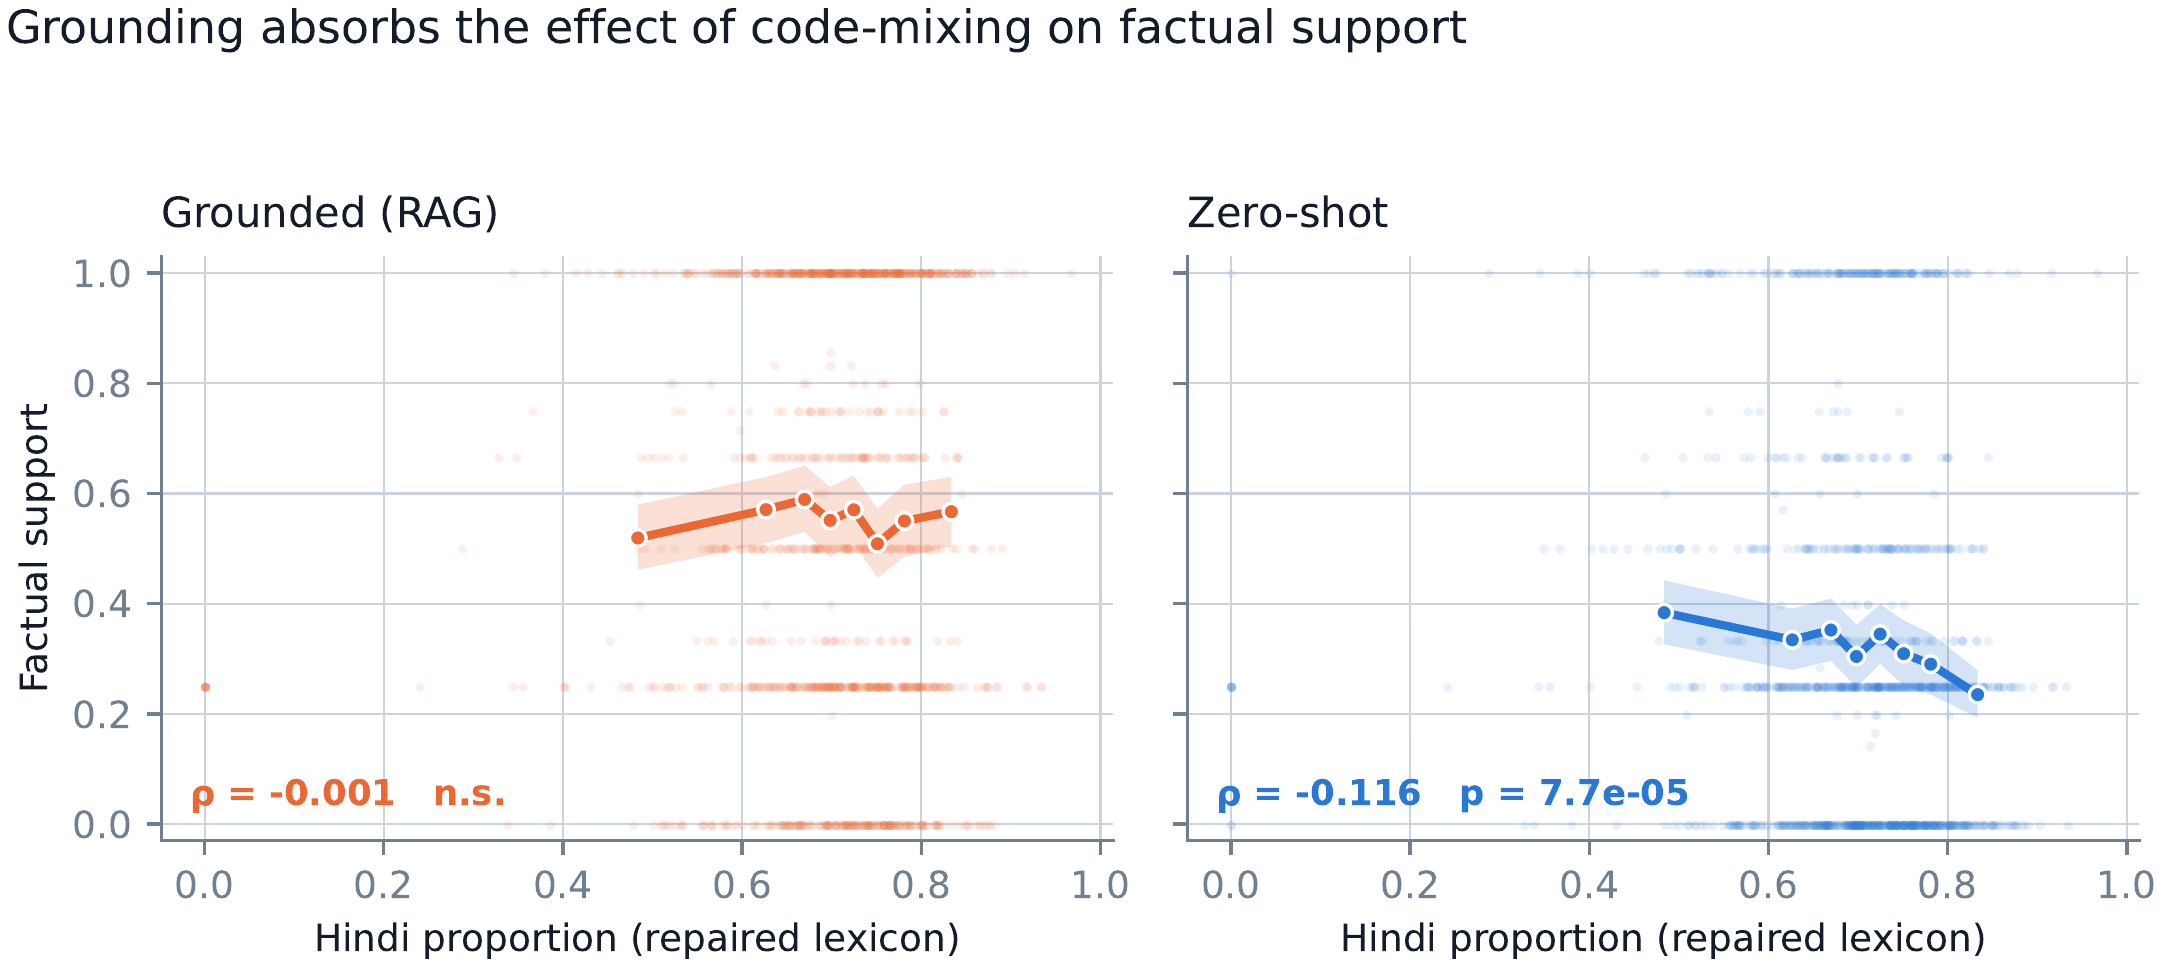 Grounding absorbs the effect of code-mixing on factual support
Grounded (RAG)
Zero-shot
Factual support
1.0
0.8
0.6
0.4
0.2
0.0
ρ = -0.001 n.s.
ρ = -0.116 p = 7.7e-05
0.0 0.2 0.4 0.6 0.8 1.0
0.0 0.2 0.4 0.6 0.8 1.0
Hindi proportion (repaired lexicon)
Hindi proportion (repaired lexicon)